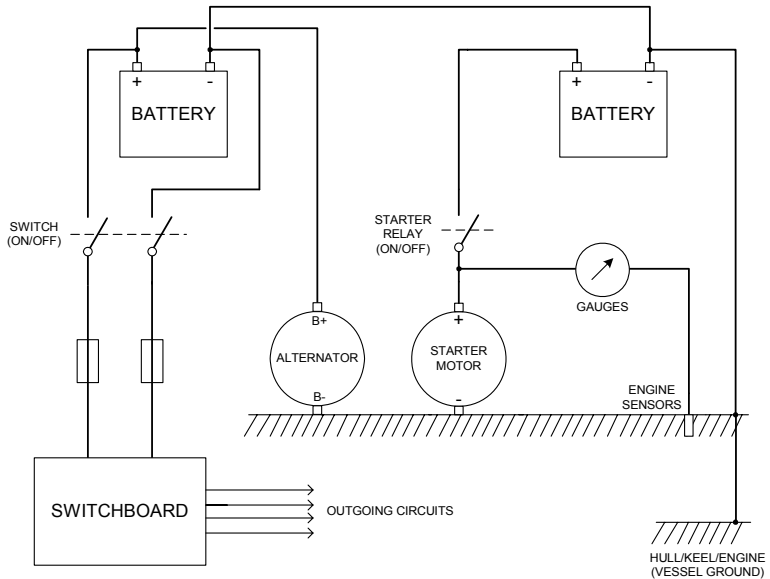 + -
BATTERY
+ -
BATTERY
SWITCH
(ON/OFF)
STARTER
RELAY
(ON/OFF)
GAUGES
B+
ALTERNATOR
B-
+
STARTER
MOTOR
-
ENGINE
SENSORS
SWITCHBOARD
OUTGOING CIRCUITS
HULL/KEEL/ENGINE
(VESSEL GROUND)